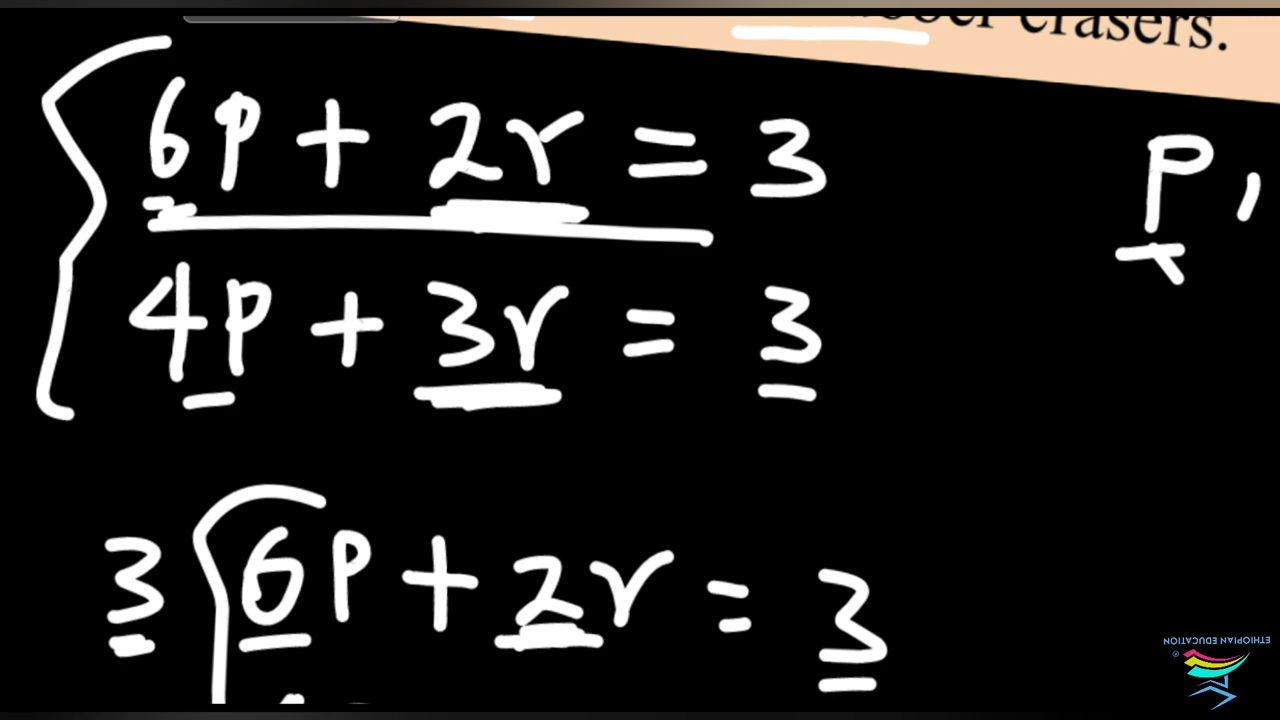 erasers.
6p + 2r = 3
p,
4p + 3r = 3
3 6p + 2r = 3
ETHIOPIAN EDUCATION
®